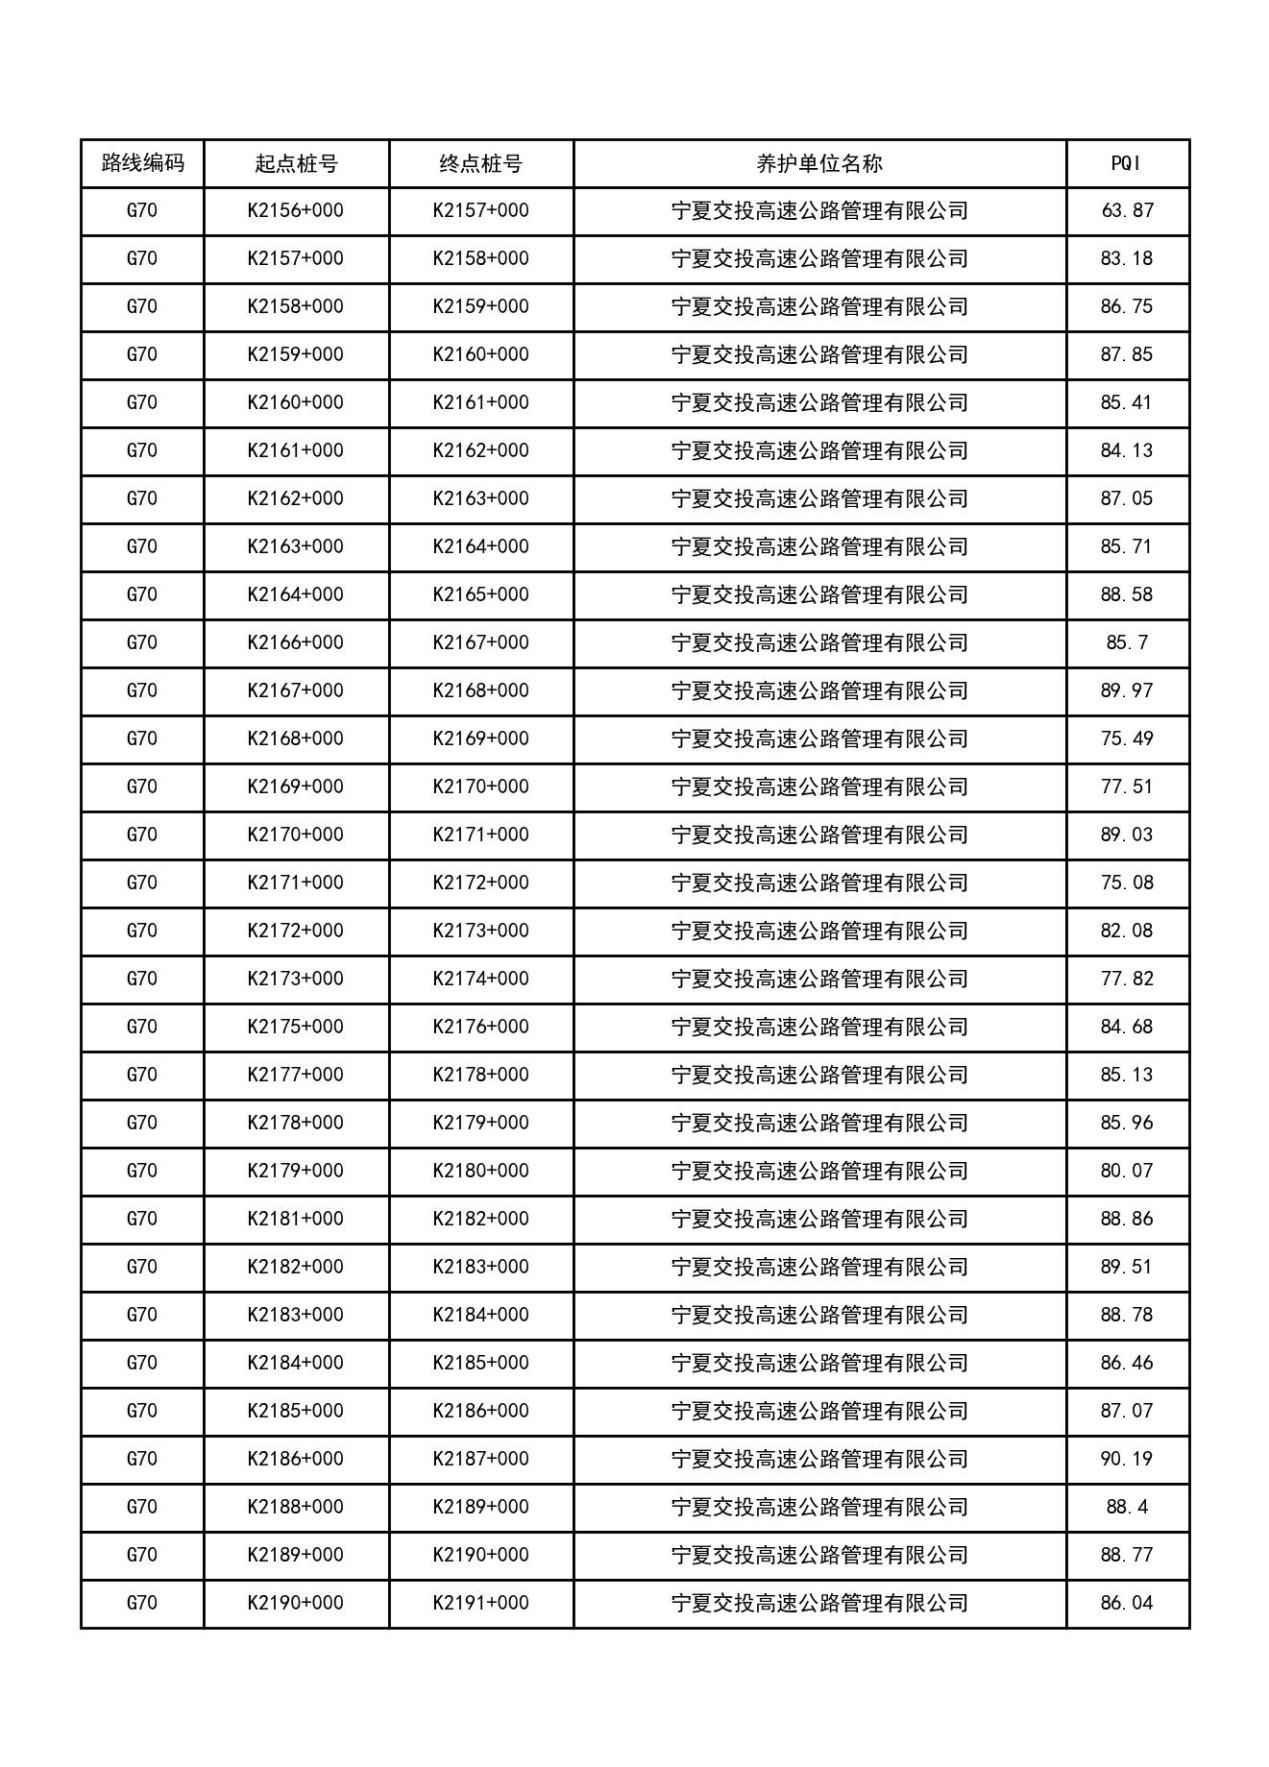 路线编码 起点桩号 终点桩号 养护单位名称 PQI
G70 K2156+000 K2157+000 宁夏交投高速公路管理有限公司 63.87
G70 K2157+000 K2158+000 宁夏交投高速公路管理有限公司 83.18
G70 K2158+000 K2159+000 宁夏交投高速公路管理有限公司 86.75
G70 K2159+000 K2160+000 宁夏交投高速公路管理有限公司 87.85
G70 K2160+000 K2161+000 宁夏交投高速公路管理有限公司 85.41
G70 K2161+000 K2162+000 宁夏交投高速公路管理有限公司 84.13
G70 K2162+000 K2163+000 宁夏交投高速公路管理有限公司 87.05
G70 K2163+000 K2164+000 宁夏交投高速公路管理有限公司 85.71
G70 K2164+000 K2165+000 宁夏交投高速公路管理有限公司 88.58
G70 K2166+000 K2167+000 宁夏交投高速公路管理有限公司 85.7
G70 K2167+000 K2168+000 宁夏交投高速公路管理有限公司 89.97
G70 K2168+000 K2169+000 宁夏交投高速公路管理有限公司 75.49
G70 K2169+000 K2170+000 宁夏交投高速公路管理有限公司 77.51
G70 K2170+000 K2171+000 宁夏交投高速公路管理有限公司 89.03
G70 K2171+000 K2172+000 宁夏交投高速公路管理有限公司 75.08
G70 K2172+000 K2173+000 宁夏交投高速公路管理有限公司 82.08
G70 K2173+000 K2174+000 宁夏交投高速公路管理有限公司 77.82
G70 K2175+000 K2176+000 宁夏交投高速公路管理有限公司 84.68
G70 K2177+000 K2178+000 宁夏交投高速公路管理有限公司 85.13
G70 K2178+000 K2179+000 宁夏交投高速公路管理有限公司 85.96
G70 K2179+000 K2180+000 宁夏交投高速公路管理有限公司 80.07
G70 K2181+000 K2182+000 宁夏交投高速公路管理有限公司 88.86
G70 K2182+000 K2183+000 宁夏交投高速公路管理有限公司 89.51
G70 K2183+000 K2184+000 宁夏交投高速公路管理有限公司 88.78
G70 K2184+000 K2185+000 宁夏交投高速公路管理有限公司 86.46
G70 K2185+000 K2186+000 宁夏交投高速公路管理有限公司 87.07
G70 K2186+000 K2187+000 宁夏交投高速公路管理有限公司 90.19
G70 K2188+000 K2189+000 宁夏交投高速公路管理有限公司 88.4
G70 K2189+000 K2190+000 宁夏交投高速公路管理有限公司 88.77
G70 K2190+000 K2191+000 宁夏交投高速公路管理有限公司 86.04